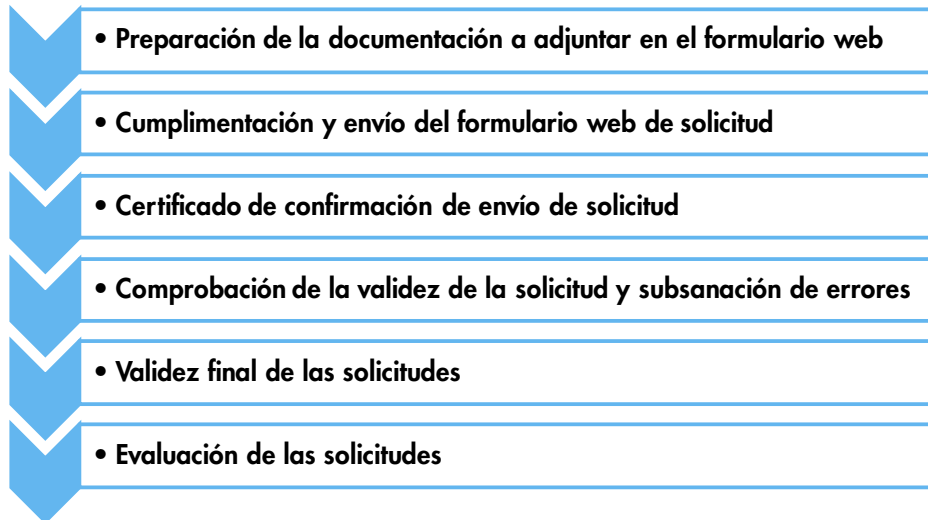 • Preparación de la documentación a adjuntar en el formulario web
• Cumplimentación y envío del formulario web de solicitud
• Certificado de confirmación de envío de solicitud
• Comprobación de la validez de la solicitud y subsanación de errores
• Validez final de las solicitudes
• Evaluación de las solicitudes